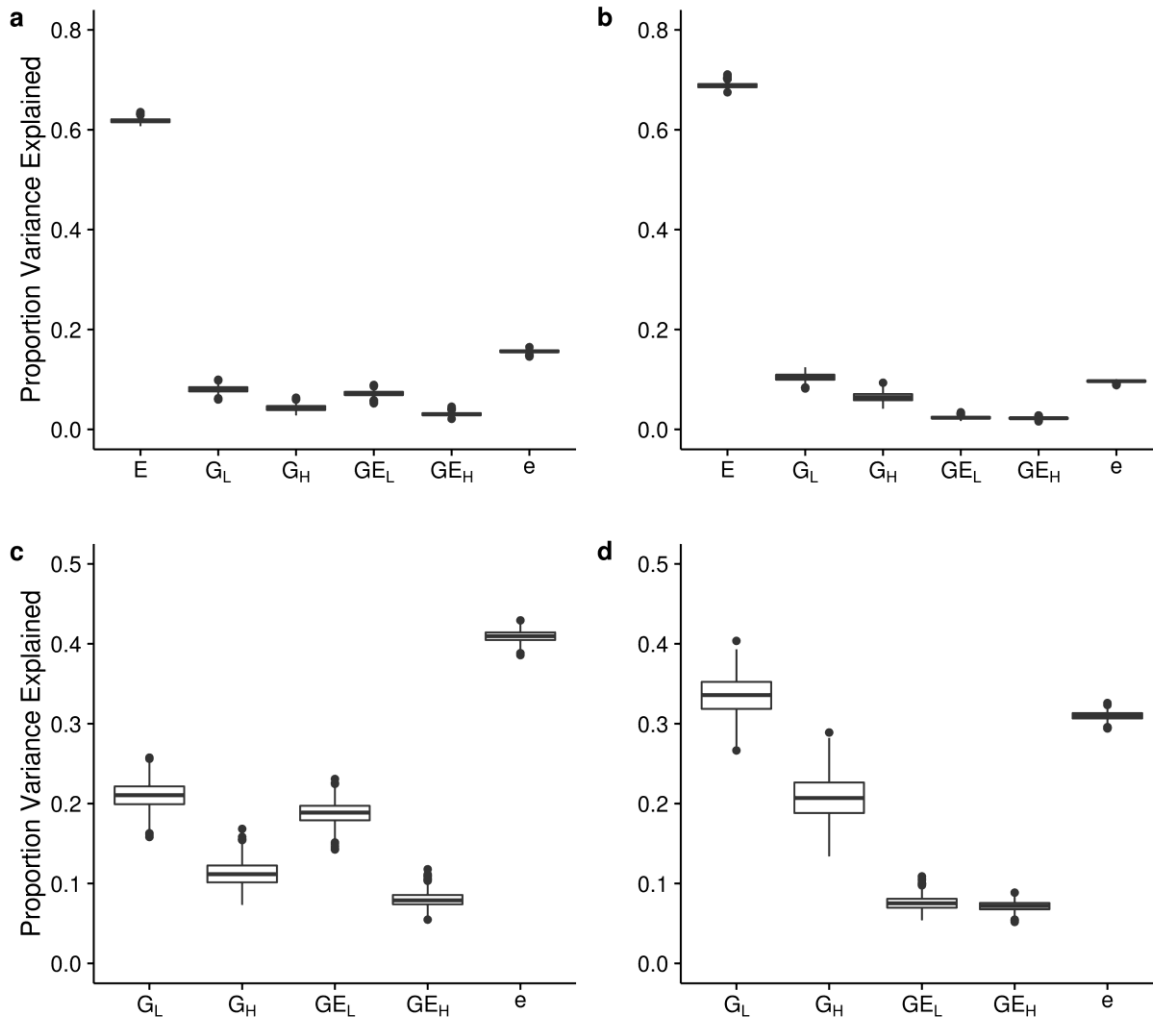 a
Proportion Variance Explained
0.8
0.6
0.4
0.2
0.0
E G_L G_H GE_L GE_H e
b
0.8
0.6
0.4
0.2
0.0
E G_L G_H GE_L GE_H e
c
Proportion Variance Explained
0.5
0.4
0.3
0.2
0.1
0.0
G_L G_H GE_L GE_H e
d
0.5
0.4
0.3
0.2
0.1
0.0
G_L G_H GE_L GE_H e